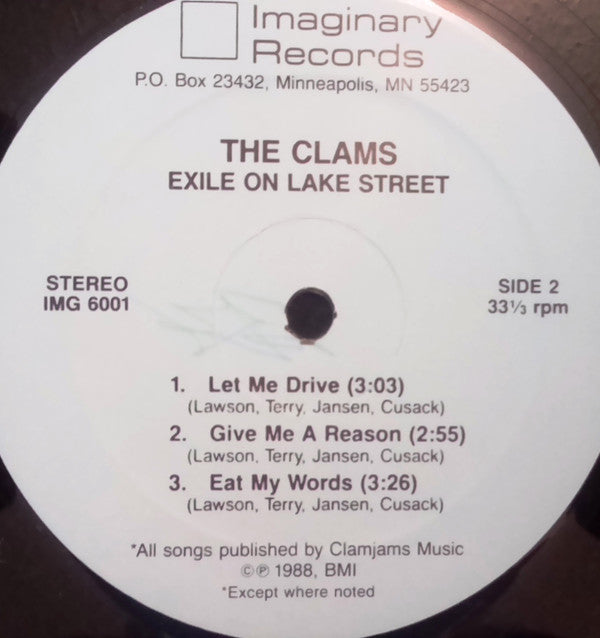 Imaginary
Records
P.O. Box 23432, Minneapolis, MN 55423
THE CLAMS
EXILE ON LAKE STREET
STEREO
IMG 6001
SIDE 2
33⅓ rpm
1. Let Me Drive (3:03)
(Lawson, Terry, Jansen, Cusack)
2. Give Me A Reason (2:55)
(Lawson, Terry, Jansen, Cusack)
3. Eat My Words (3:26)
(Lawson, Terry, Jansen, Cusack)
*All songs published by Clamjams Music
©℗ 1988, BMI
*Except where noted